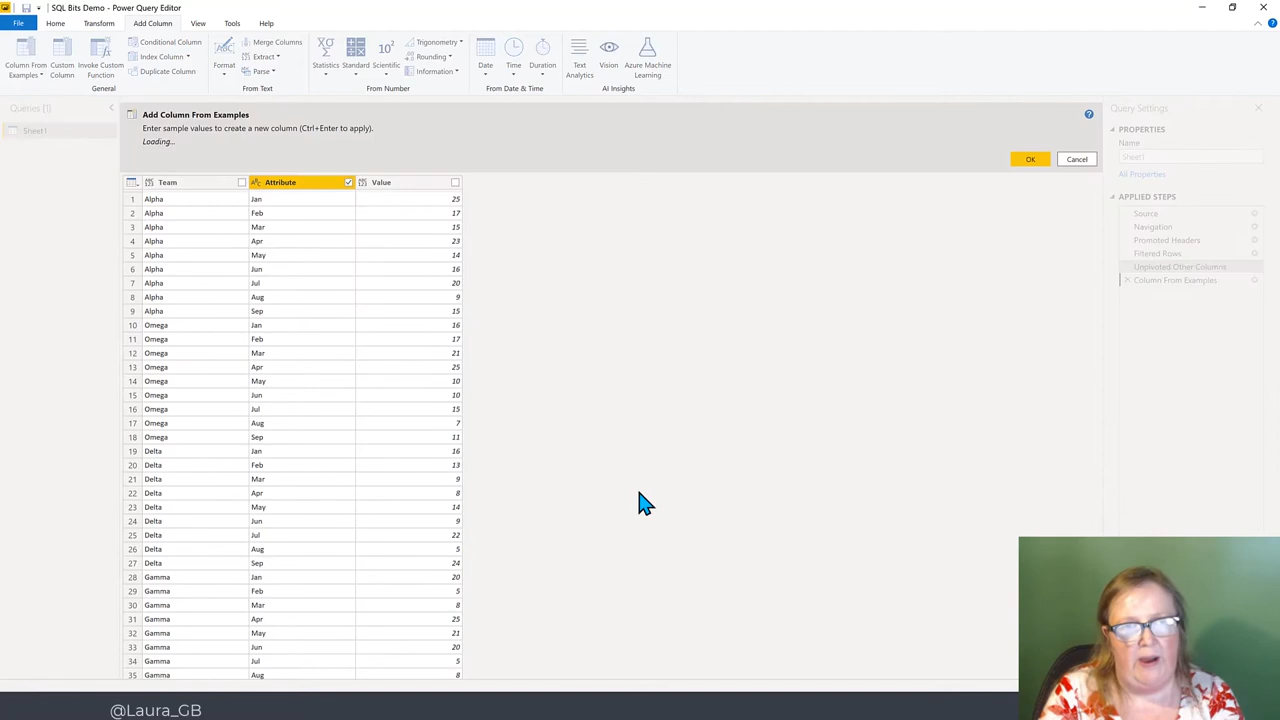 SQL Bits Demo - Power Query Editor
File Home Transform Add Column View Tools Help
Column From Examples
Custom Column
Invoke Custom Function
Conditional Column
Index Column
Duplicate Column
General
Format
Merge Columns
Extract
Parse
From Text
Statistics
Standard
Scientific
Trigonometry
Rounding
Information
From Number
Date
Time
Duration
From Date & Time
Text Analytics
Vision
Azure Machine Learning
AI Insights
Queries [1]
Sheet1
Add Column From Examples
Enter sample values to create a new column (Ctrl+Enter to apply).
Loading...
OK Cancel
Team Attribute Value
1 Alpha Jan 25
2 Alpha Feb 17
3 Alpha Mar 15
4 Alpha Apr 23
5 Alpha May 14
6 Alpha Jun 16
7 Alpha Jul 20
8 Alpha Aug 9
9 Alpha Sep 15
10 Omega Jan 16
11 Omega Feb 17
12 Omega Mar 21
13 Omega Apr 25
14 Omega May 10
15 Omega Jun 10
16 Omega Jul 15
17 Omega Aug 7
18 Omega Sep 11
19 Delta Jan 16
20 Delta Feb 13
21 Delta Mar 9
22 Delta Apr 8
23 Delta May 14
24 Delta Jun 9
25 Delta Jul 22
26 Delta Aug 5
27 Delta Sep 24
28 Gamma Jan 20
29 Gamma Feb 5
30 Gamma Mar 8
31 Gamma Apr 25
32 Gamma May 21
33 Gamma Jun 20
34 Gamma Jul 5
35 Gamma Aug 8
Query Settings
PROPERTIES
Name
Sheet1
All Properties
APPLIED STEPS
Source
Navigation
Promoted Headers
Filtered Rows
Unpivoted Other Columns
Column From Examples
@Laura_GB